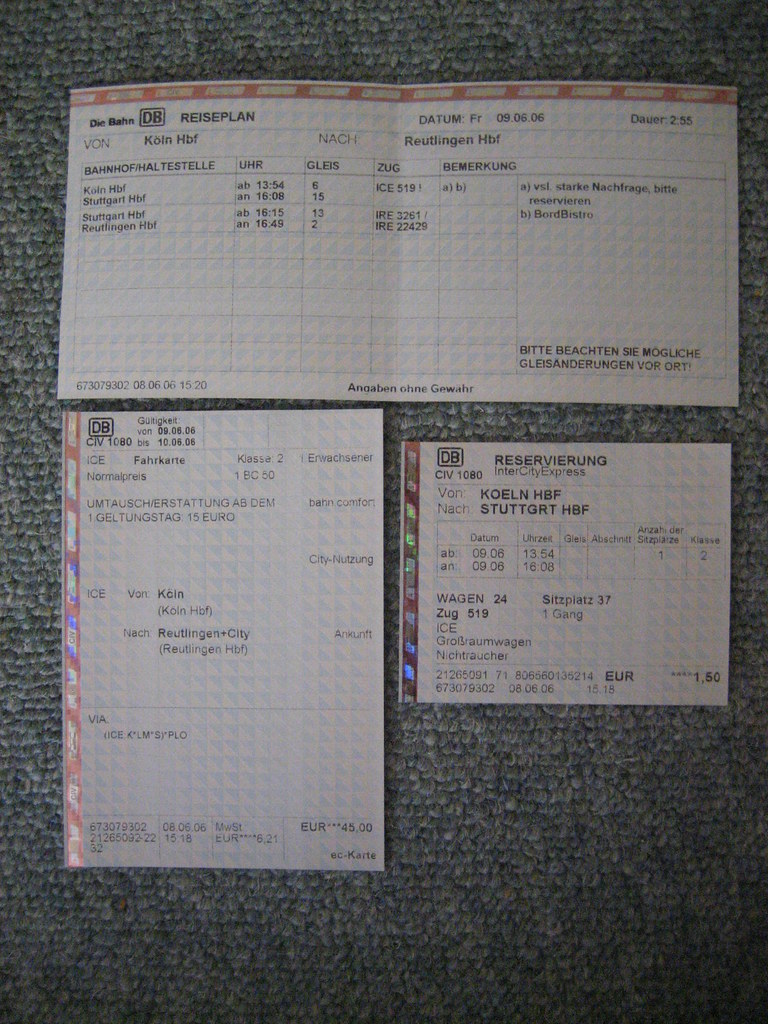 Die Bahn DB REISEPLAN DATUM: Fr 09.06.06 Dauer: 2:55
VON Köln Hbf NACH: Reutlingen Hbf
BAHNHOF/HALTESTELLE UHR GLEIS ZUG BEMERKUNG
Köln Hbf ab 13:54 6 ICE 519 ! a) b) a) vsl. starke Nachfrage, bitte
Stuttgart Hbf an 16:08 15 reservieren
Stuttgart Hbf ab 16:15 13 IRE 3261 / b) BordBistro
Reutlingen Hbf an 16:49 2 IRE 22429
BITTE BEACHTEN SIE MÖGLICHE
GLEISÄNDERUNGEN VOR ORT!
673079302 08.06.06 15:20 Angaben ohne Gewähr
DB Gültigkeit:
von 09.06.06
CIV 1080 bis 10.06.06
ICE Fahrkarte Klasse: 2 1 Erwachsener
Normalpreis 1 BC 50
UMTAUSCH/ERSTATTUNG AB DEM bahn.comfort
1.GELTUNGSTAG: 15 EURO
City-Nutzung
ICE Von: Köln
(Köln Hbf)
Nach: Reutlingen+City Ankunft
(Reutlingen Hbf)
VIA:
(ICE K*LM*S)*PLO
673079302 08.06.06 MwSt. EUR***45,00
21265092-22 15.18 EUR****6,21
32
ec-Karte
DB RESERVIERUNG
CIV 1080 InterCityExpress
Von: KOELN HBF
Nach: STUTTGRT HBF
Datum Uhrzeit Gleis Abschnitt Anzahl der Sitzplätze Klasse
ab: 09.06 13.54 1 2
an: 09.06 16:08
WAGEN 24 Sitzplatz 37
Zug 519 1 Gang
ICE
Großraumwagen
Nichtraucher
21265091 71 806560135214 EUR ****1,50
673079302 08.06.06 15.18